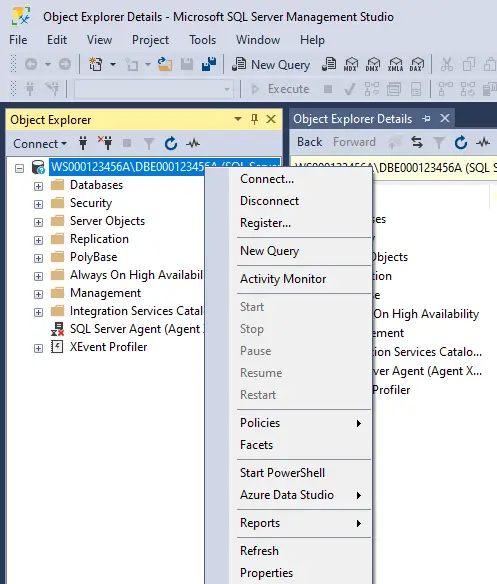 Object Explorer Details - Microsoft SQL Server Management Studio
File Edit View Project Tools Window Help
New Query MDX DMX XMLA DAX
Execute
Object Explorer
Object Explorer Details
Connect
Back Forward
WS000123456A\DBE000123456A (SQL Server
WS000123456A\DBE000123456A (SQL S
Databases
Security
Server Objects
Replication
PolyBase
Always On High Availabil
Management
Integration Services Catalo
SQL Server Agent (Agent X
XEvent Profiler
Connect...
Disconnect
Register...
New Query
Activity Monitor
Start
Stop
Pause
Resume
Restart
Policies
Facets
Start PowerShell
Azure Data Studio
Reports
Refresh
Properties
ses
y
Objects
tion
e
On High Availability
ement
ion Services Catalo...
ver Agent (Agent X...
Profiler